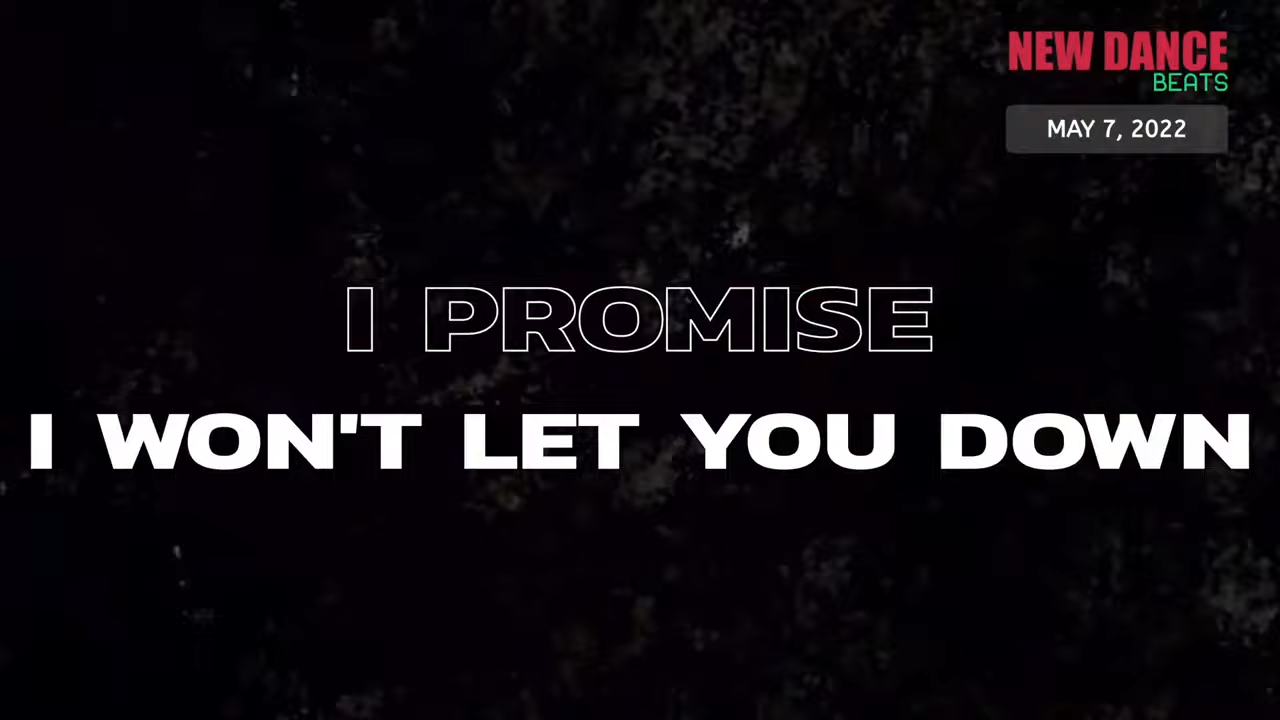 NEW DANCE
BEATS
MAY 7, 2022
I PROMISE
I WON'T LET YOU DOWN